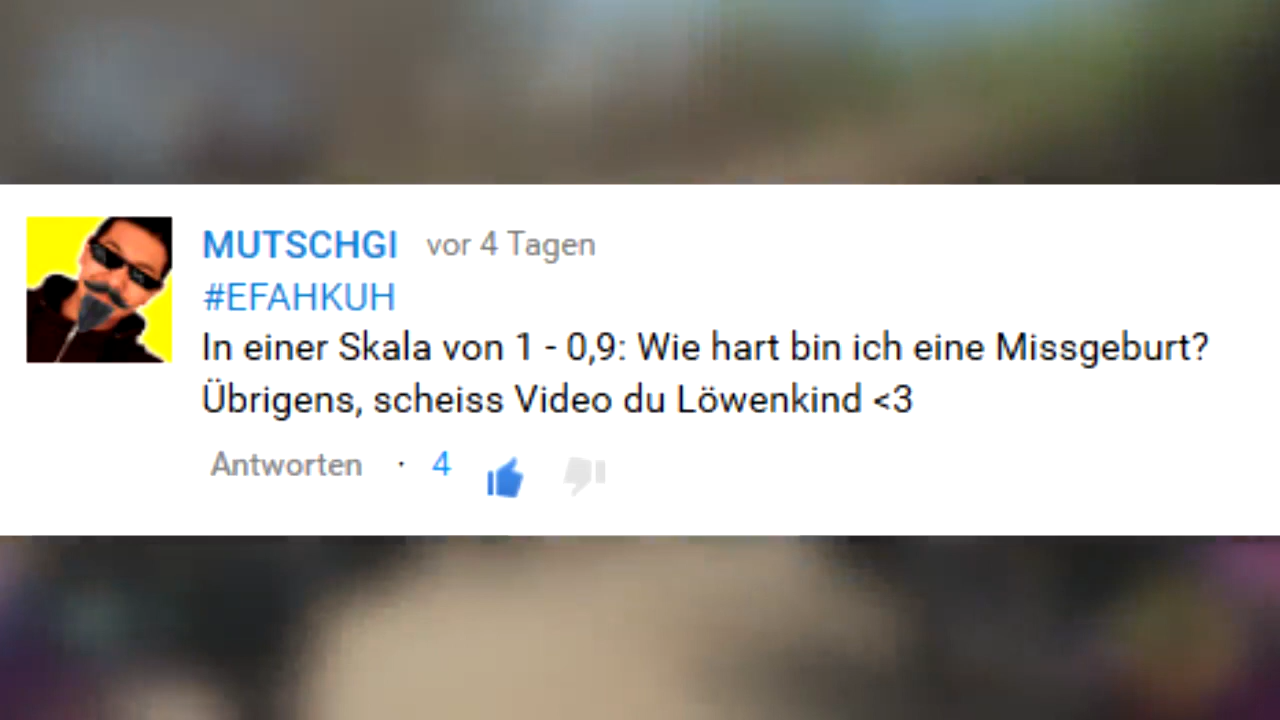 MUTSCHGI vor 4 Tagen
#EFAHKUH
In einer Skala von 1 - 0,9: Wie hart bin ich eine Missgeburt?
Übrigens, scheiss Video du Löwenkind <3
Antworten · 4